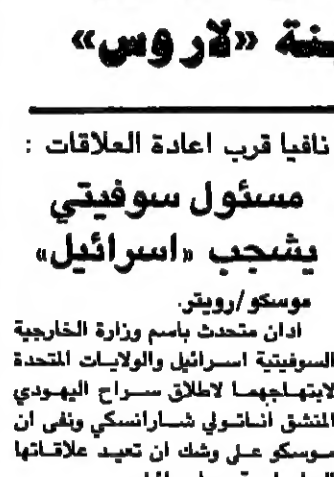 «لاروس»
نافيا قرب اعادة العلاقات :
مسئول سوفيتي
يشجب «اسرائيل»
موسكو/رويتر.
ادان متحدث باسم وزارة الخارجية
السوفيتية اسرائيل والولايات المتحدة
لابتهاجهما لاطلاق سراح اليهودي
المنشق اناتولي شارانسكي ونفى ان
موسكو على وشك ان تعيد علاقاتها